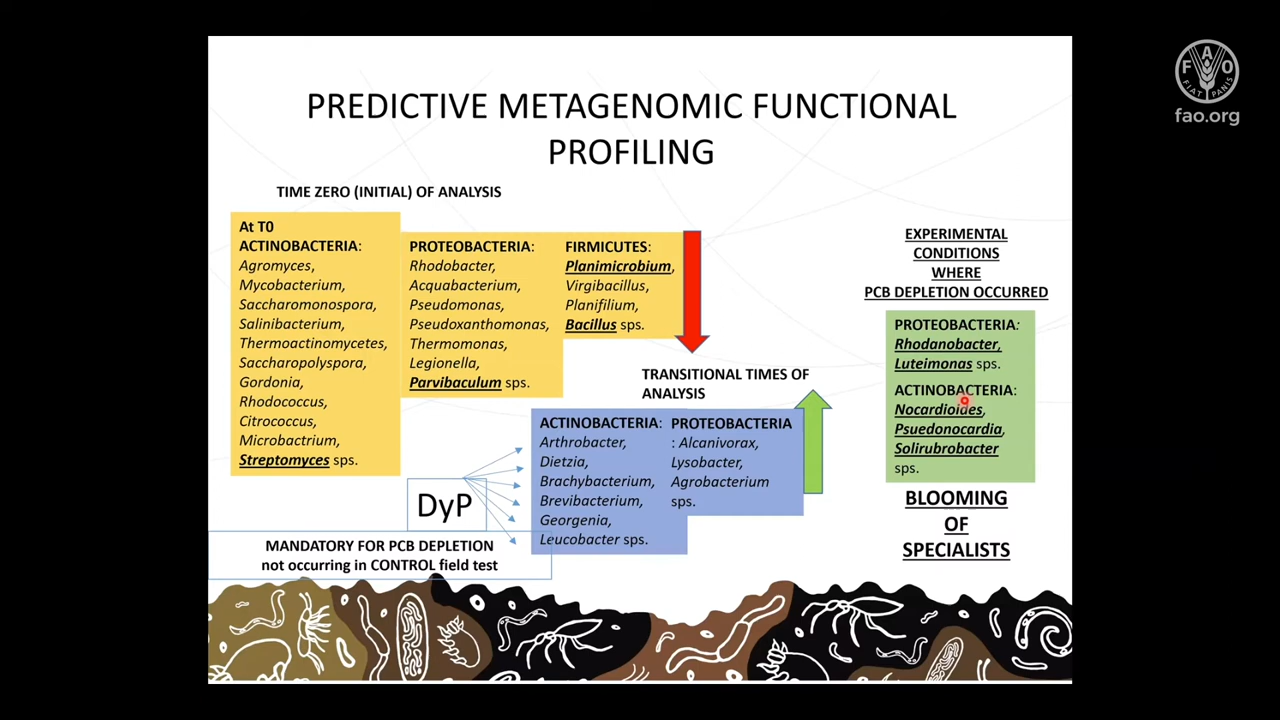 PREDICTIVE METAGENOMIC FUNCTIONAL
PROFILING
TIME ZERO (INITIAL) OF ANALYSIS
At T0
ACTINOBACTERIA:
Agromyces,
Mycobacterium,
Saccharomonospora,
Salinibacterium,
Thermoactinomycetes,
Saccharopolyspora,
Gordonia,
Rhodococcus,
Citrococcus,
Microbactrium,
Streptomyces sps.
PROTEOBACTERIA:
Rhodobacter,
Acquabacterium,
Pseudomonas,
Pseudoxanthomonas,
Thermomonas,
Legionella,
Parvibaculum sps.
FIRMICUTES:
Planimicrobium,
Virgibacillus,
Planifilium,
Bacillus sps.
TRANSITIONAL TIMES OF
ANALYSIS
ACTINOBACTERIA:
Arthrobacter,
Dietzia,
Brachybacterium,
Brevibacterium,
Georgenia,
Leucobacter sps.
PROTEOBACTERIA
: Alcanivorax,
Lysobacter,
Agrobacterium
sps.
DyP
MANDATORY FOR PCB DEPLETION
not occurring in CONTROL field test
EXPERIMENTAL
CONDITIONS
WHERE
PCB DEPLETION OCCURRED
PROTEOBACTERIA:
Rhodanobacter,
Luteimonas sps.
ACTINOBACTERIA:
Nocardioides,
Psuedonocardia,
Solirubrobacter
sps.
BLOOMING
OF
SPECIALISTS
F A O
FIAT PANIS
fao.org